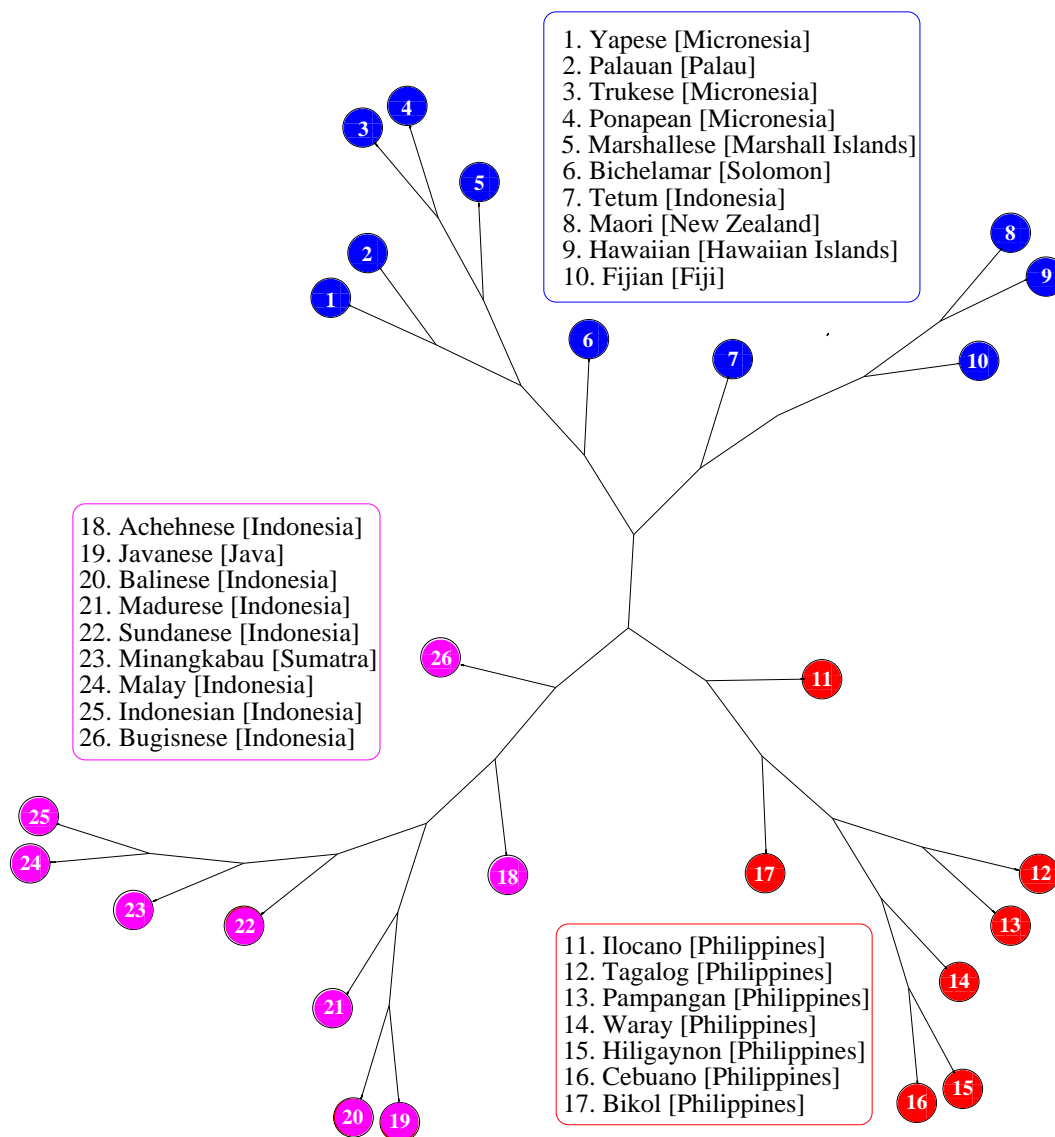 1. Yapese [Micronesia]
2. Palauan [Palau]
3. Trukese [Micronesia]
4. Ponapean [Micronesia]
5. Marshallese [Marshall Islands]
6. Bichelamar [Solomon]
7. Tetum [Indonesia]
8. Maori [New Zealand]
9. Hawaiian [Hawaiian Islands]
10. Fijian [Fiji]
4
3
5
8
2
9
1
6
7
10
18. Achehnese [Indonesia]
19. Javanese [Java]
20. Balinese [Indonesia]
21. Madurese [Indonesia]
22. Sundanese [Indonesia]
23. Minangkabau [Sumatra]
24. Malay [Indonesia]
25. Indonesian [Indonesia]
26. Bugisnese [Indonesia]
26
11
25
24
18
17
12
23
22
13
11. Ilocano [Philippines]
12. Tagalog [Philippines]
13. Pampangan [Philippines]
14. Waray [Philippines]
15. Hiligaynon [Philippines]
16. Cebuano [Philippines]
17. Bikol [Philippines]
14
21
15
16
20
19